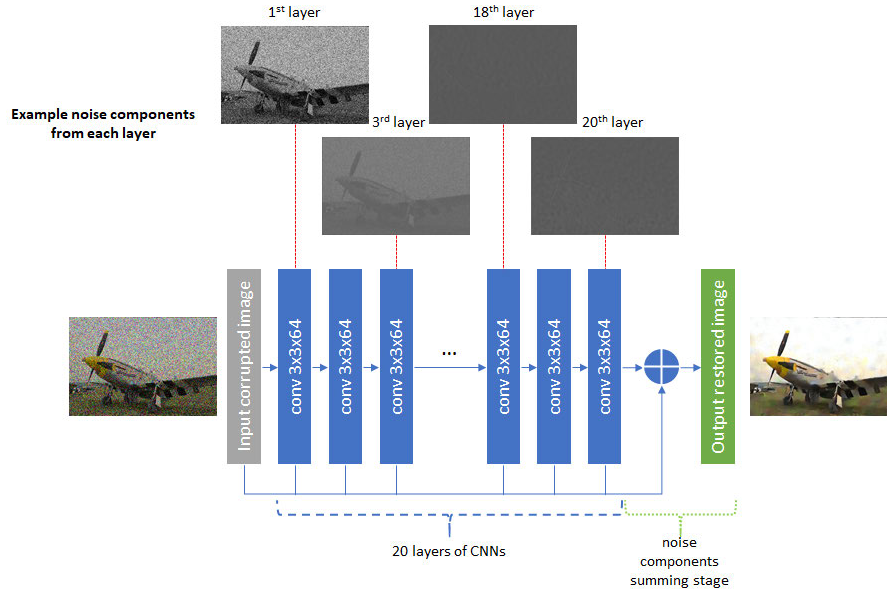 1st layer
18th layer
Example noise components
from each layer
3rd layer
20th layer
Input corrupted image
conv 3x3x64
conv 3x3x64
conv 3x3x64
...
conv 3x3x64
conv 3x3x64
conv 3x3x64
Output restored image
20 layers of CNNs
noise
components
summing stage